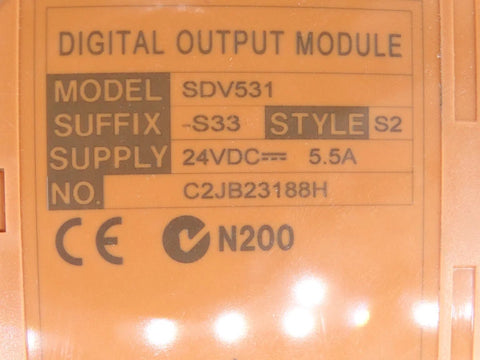 DIGITAL OUTPUT MODULE
MODEL SDV531
SUFFIX -S33 STYLE S2
SUPPLY 24VDC⎓ 5.5A
NO. C2JB23188H
CE N200